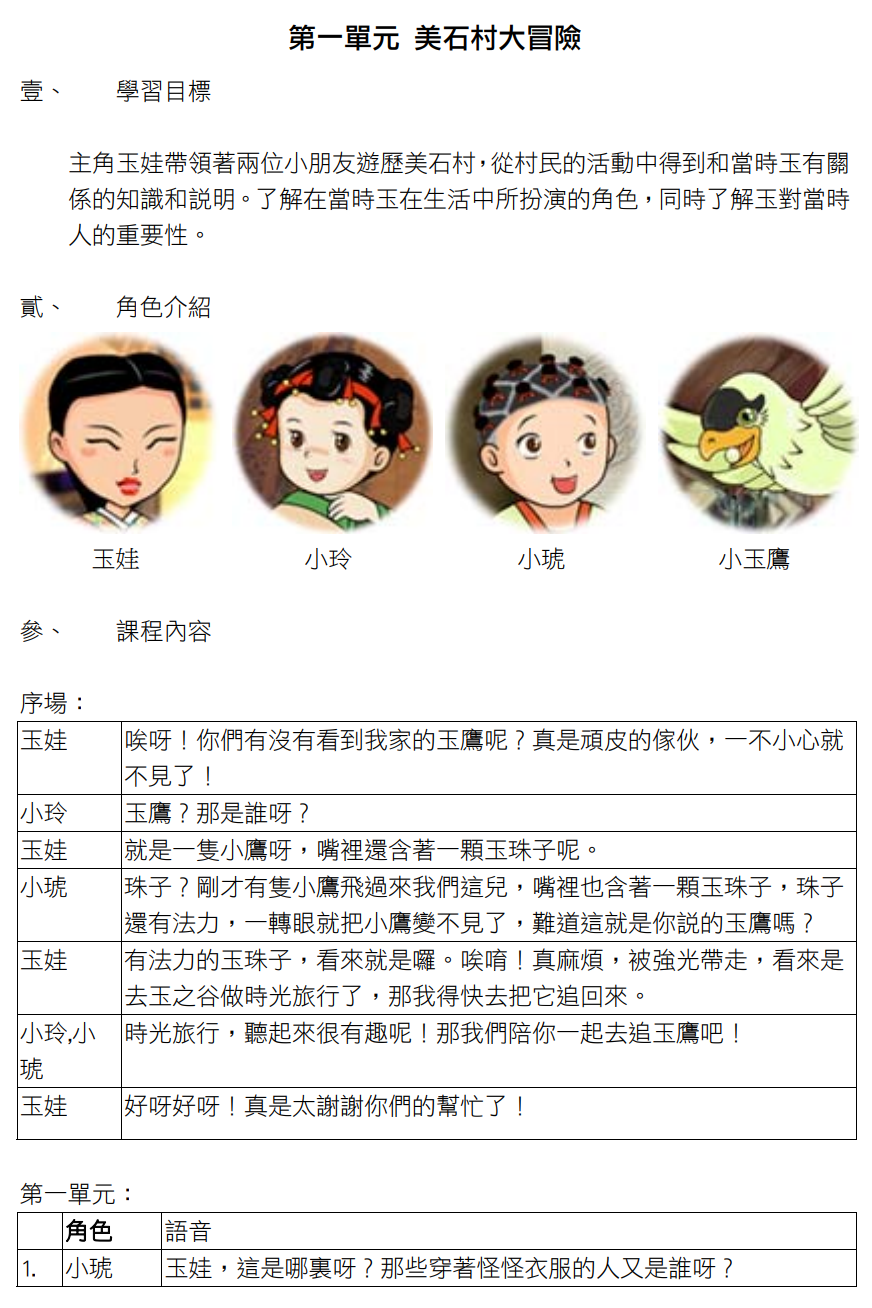 第一單元 美石村大冒險
壹、 學習目標
主角玉娃帶領著兩位小朋友遊歷美石村，從村民的活動中得到和當時玉有關
係的知識和說明。了解在當時玉在生活中所扮演的角色，同時了解玉對當時
人的重要性。
貳、 角色介紹
玉娃 小玲 小琥 小玉鷹
參、 課程內容
序場：
玉娃 唉呀！你們有沒有看到我家的玉鷹呢？真是頑皮的傢伙，一不小心就
不見了！
小玲 玉鷹？那是誰呀？
玉娃 就是一隻小鷹呀，嘴裡還含著一顆玉珠子呢。
小琥 珠子？剛才有隻小鷹飛過來我們這兒，嘴裡也含著一顆玉珠子，珠子
還有法力，一轉眼就把小鷹變不見了，難道這就是你說的玉鷹嗎？
玉娃 有法力的玉珠子，看來就是囉。唉唷！真麻煩，被強光帶走，看來是
去玉之谷做時光旅行了，那我得快去把它追回來。
小玲,小 時光旅行，聽起來很有趣呢！那我們陪你一起去追玉鷹吧！
琥
玉娃 好呀好呀！真是太謝謝你們的幫忙了！
第一單元：
角色 語音
1. 小琥 玉娃，這是哪裏呀？那些穿著怪怪衣服的人又是誰呀？